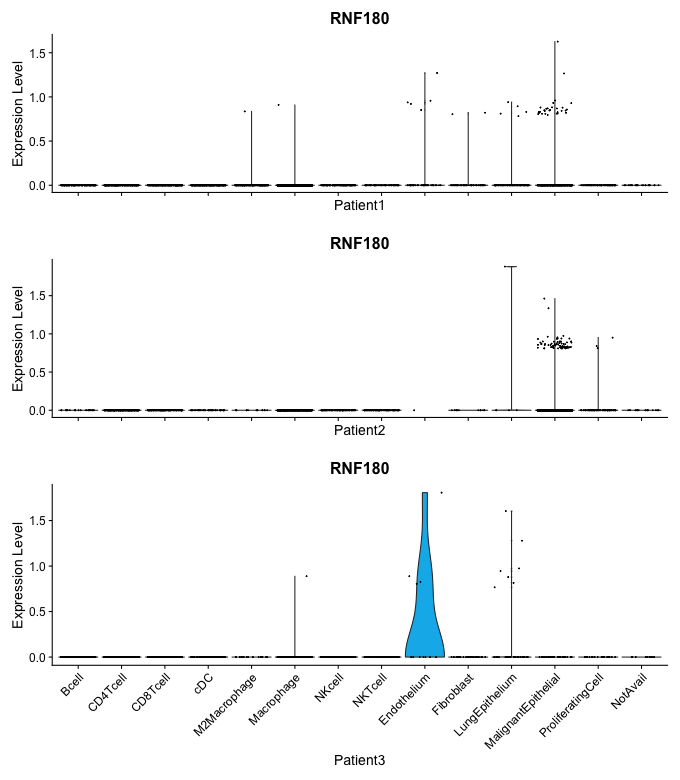 RNF180
Expression Level
1.5
1.0
0.5
0.0
Patient1
RNF180
Expression Level
1.5
1.0
0.5
0.0
Patient2
RNF180
Expression Level
1.5
1.0
0.5
0.0
Bcell
CD4Tcell
CD8Tcell
cDC
M2Macrophage
Macrophage
NKcell
NKTcell
Endothelium
Fibroblast
LungEpithelium
MalignantEpithelial
ProliferatingCell
NotAvail
Patient3